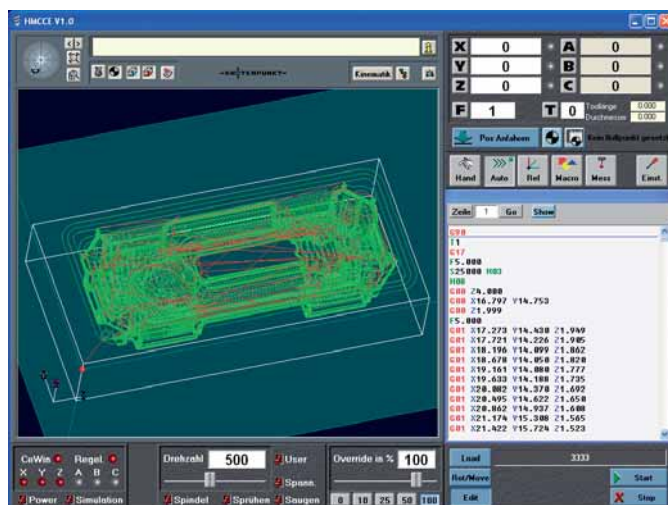 HMCCE V1.0
X 0 A 0
Y 0 B 0
Z 0 C 0
F 1 T 0 Toollänge 0.000
Durchmesser 0.000
Kinematik
Pos Anfahren Kein Nullpunkt gesetzt
Hand Auto Ref Macro Mess Einst.
Zeile 1 Go Show
G90
T1
G17
F5.000
S25000 M03
M08
G00 Z4.000
G00 X16.797 Y14.753
G00 Z1.999
F5.000
G01 X17.273 Y14.430 Z1.949
G01 X17.721 Y14.226 Z1.905
G01 X18.196 Y14.099 Z1.862
G01 X18.678 Y14.050 Z1.820
G01 X19.161 Y14.080 Z1.777
G01 X19.633 Y14.188 Z1.735
G01 X20.082 Y14.370 Z1.692
G01 X20.495 Y14.622 Z1.650
G01 X20.862 Y14.937 Z1.608
G01 X21.174 Y15.308 Z1.565
G01 X21.422 Y15.724 Z1.523
CeWin Regel.
X Y Z A B C
Power Simulation
Drehzahl 500 User
Spann.
Spindel Sprühen Saugen
Override in % 100
0 10 25 50 100
Load 3333
Rot/Move Start
Edit Stop